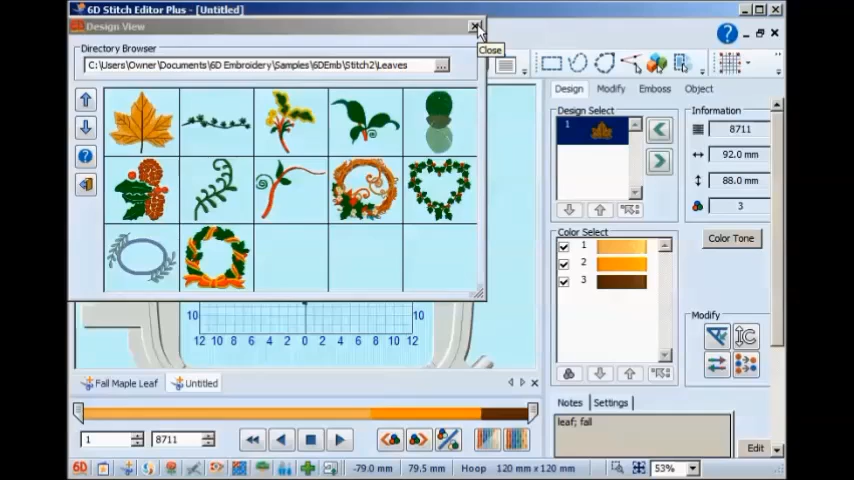 6D Stitch Editor Plus - [Untitled]
Design View
Close
Directory Browser
C:\Users\Owner\Documents\6D Embroidery\Samples\6DEmb\Stitch2\Leaves
...
Design Modify Emboss Object
Design Select
1
Information
8711
92.0 mm
88.0 mm
3
Color Select
1
2
3
Color Tone
Modify
10 10
12 10 8 6 4 2 0 2 4 6 8 10 12
Fall Maple Leaf Untitled
Notes Settings
leaf; fall
1 8711
Edit
6D -79.0 mm 79.5 mm Hoop 120 mm x 120 mm 53%